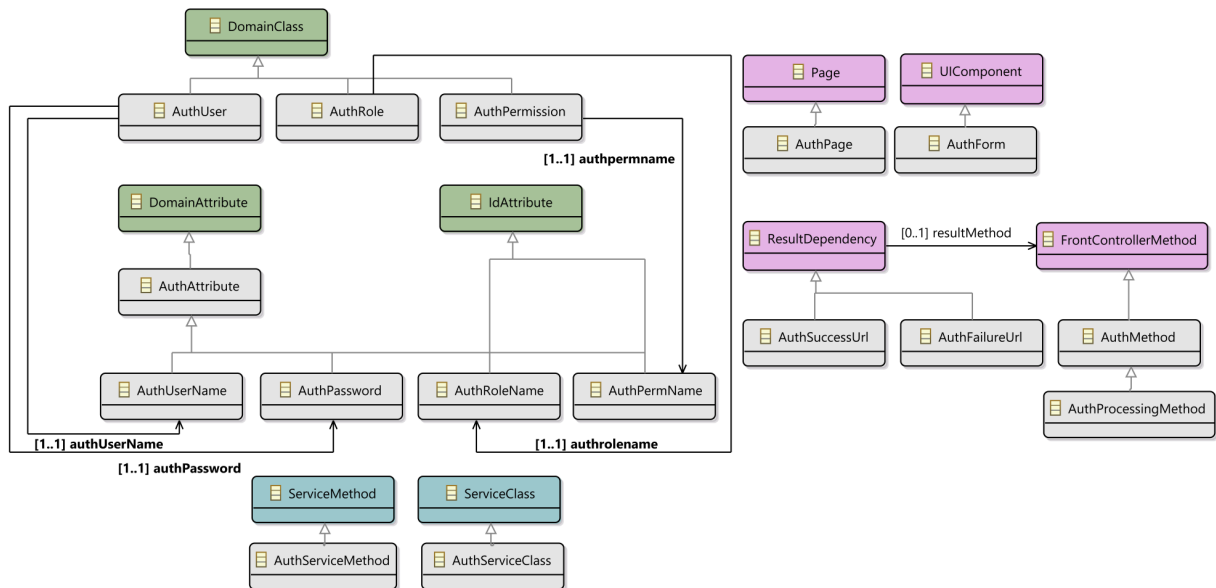 DomainClass
Page
UIComponent
AuthUser
AuthRole
AuthPermission
AuthPage
AuthForm
[1..1] authpermname
DomainAttribute
IdAttribute
ResultDependency
[0..1] resultMethod
FrontControllerMethod
AuthAttribute
AuthSuccessUrl
AuthFailureUrl
AuthMethod
AuthUserName
AuthPassword
AuthRoleName
AuthPermName
AuthProcessingMethod
[1..1] authUserName
[1..1] authrolename
[1..1] authPassword
ServiceMethod
ServiceClass
AuthServiceMethod
AuthServiceClass